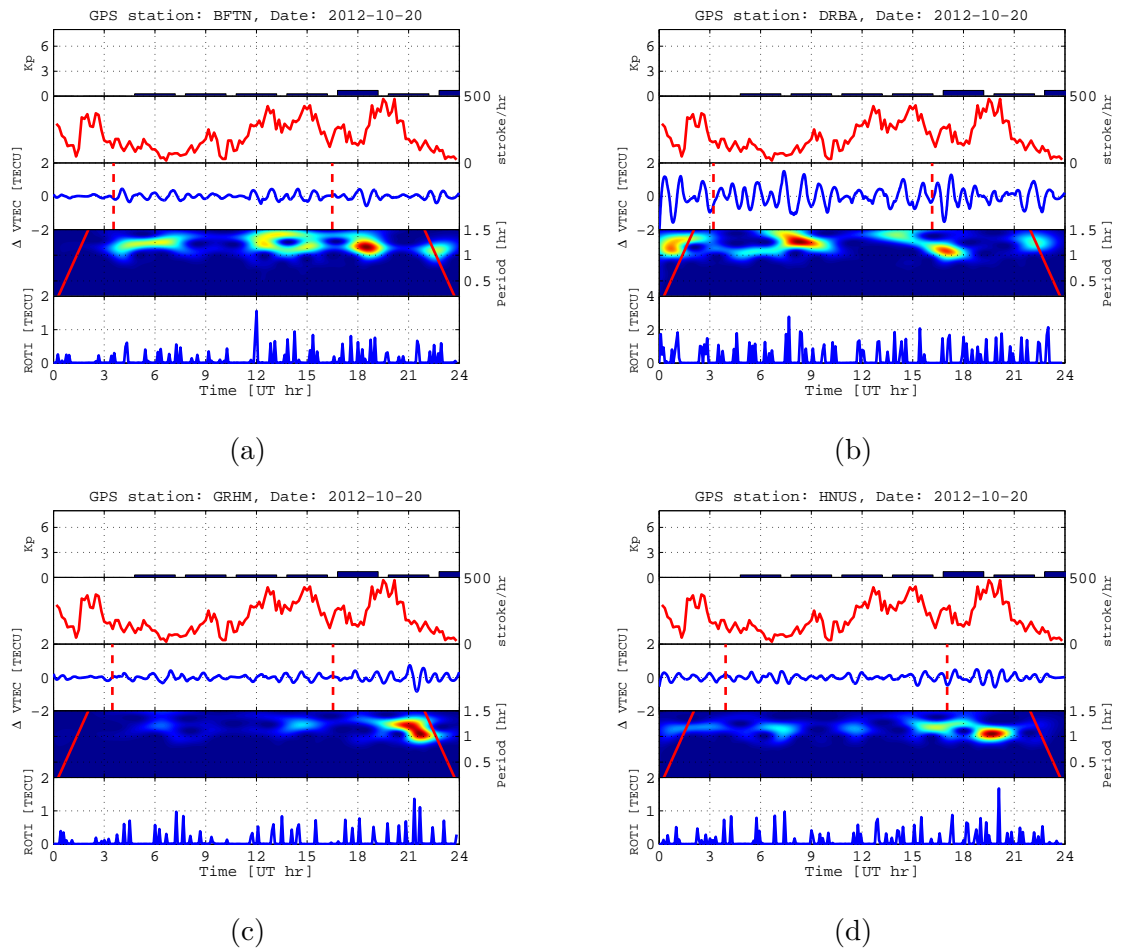 GPS station: BFTN, Date: 2012-10-20
Kp
6
3
0
500
stroke/hr
0
2
Δ VTEC [TECU]
0
-2
1.5
Period [hr]
1
0.5
2
ROTI [TECU]
1
0
0 3 6 9 12 15 18 21 24
Time [UT hr]
(a)
GPS station: DRBA, Date: 2012-10-20
Kp
6
3
0
500
stroke/hr
0
2
Δ VTEC [TECU]
0
-2
1.5
Period [hr]
1
0.5
4
ROTI [TECU]
2
0
0 3 6 9 12 15 18 21 24
Time [UT hr]
(b)
GPS station: GRHM, Date: 2012-10-20
Kp
6
3
0
500
stroke/hr
0
2
Δ VTEC [TECU]
0
-2
1.5
Period [hr]
1
0.5
2
ROTI [TECU]
1
0
0 3 6 9 12 15 18 21 24
Time [UT hr]
(c)
GPS station: HNUS, Date: 2012-10-20
Kp
6
3
0
500
stroke/hr
0
2
Δ VTEC [TECU]
0
-2
1.5
Period [hr]
1
0.5
2
ROTI [TECU]
1
0
0 3 6 9 12 15 18 21 24
Time [UT hr]
(d)